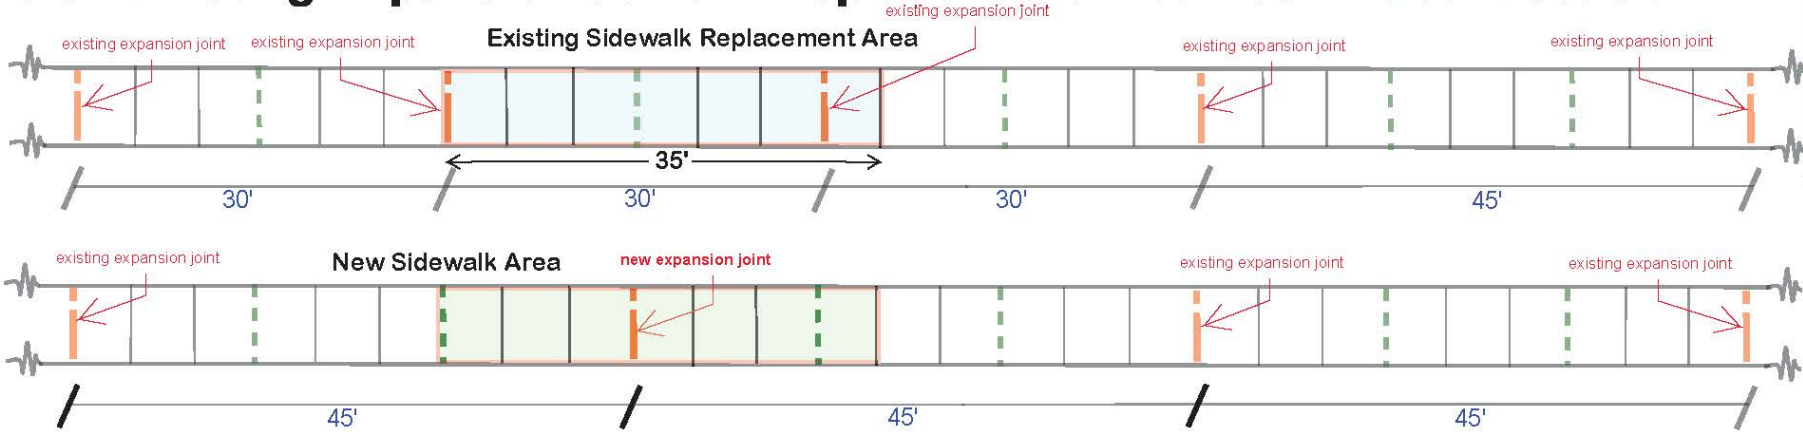 existing expansion joint
existing expansion joint
existing expansion joint
Existing Sidewalk Replacement Area
existing expansion joint
existing expansion joint
35'
30'
30'
30'
45'
existing expansion joint
New Sidewalk Area
new expansion joint
existing expansion joint
existing expansion joint
45'
45'
45'